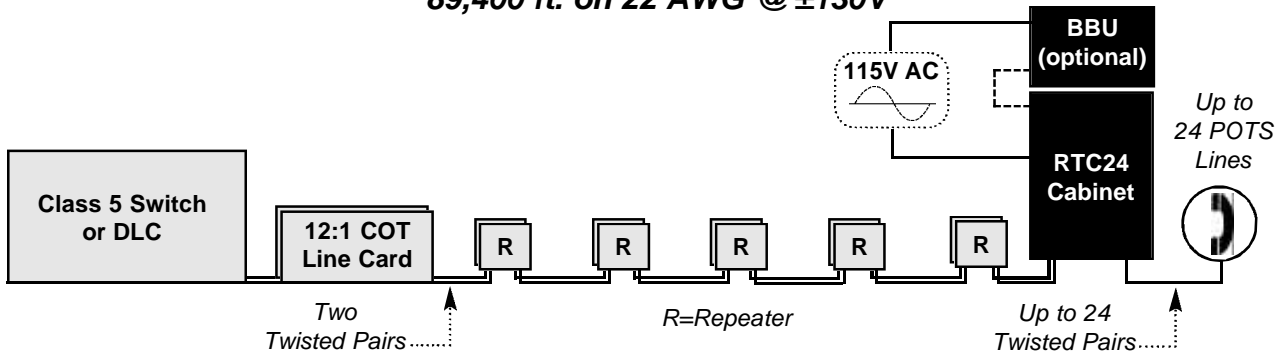 89,400 ft. on 22 AWG @ ±130V
BBU
(optional)
115V AC
Up to
24 POTS
Lines
RTC24
Cabinet
Class 5 Switch
or DLC
12:1 COT
Line Card
R
R
R
R
R
Two
Twisted Pairs
R=Repeater
Up to 24
Twisted Pairs